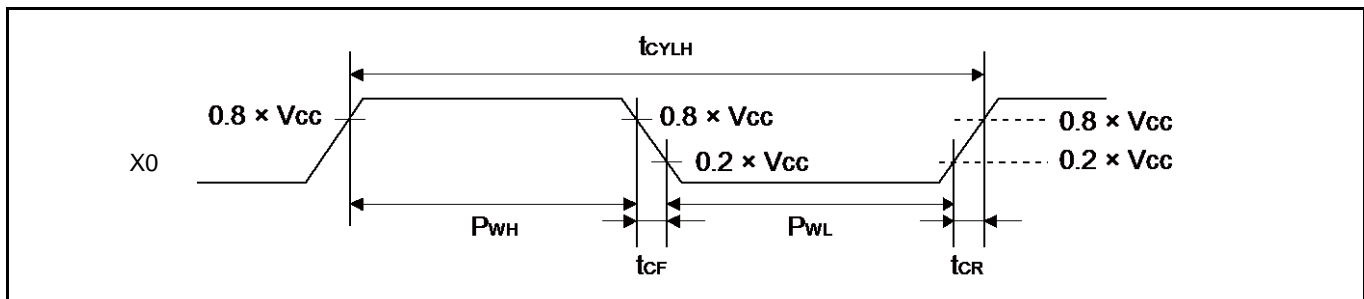 tCYLH
0.8 × Vcc
0.8 × Vcc
0.8 × Vcc
X0
0.2 × Vcc
0.2 × Vcc
PWH
PWL
tCF
tCR